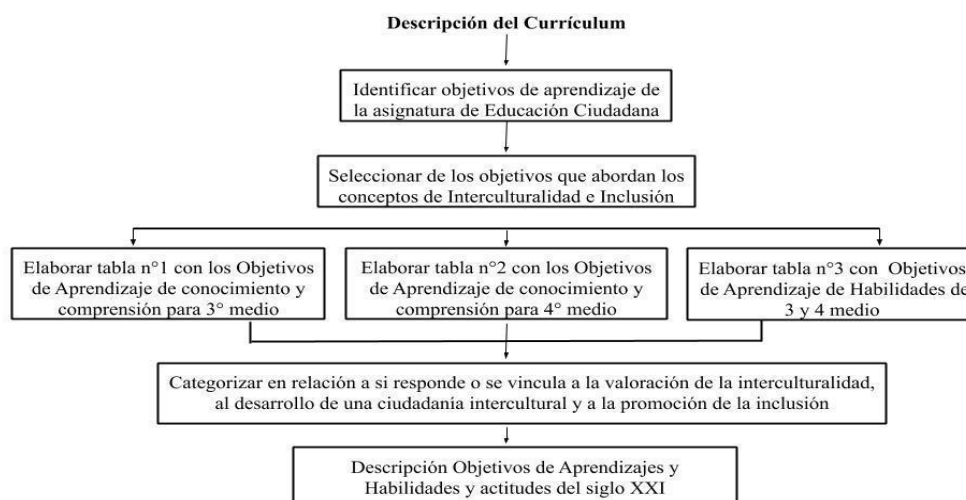 Descripción del Currículum
Identificar objetivos de aprendizaje de
la asignatura de Educación Ciudadana
Seleccionar de los objetivos que abordan los
conceptos de Interculturalidad e Inclusión
Elaborar tabla n°1 con los Objetivos
de Aprendizaje de conocimiento y
comprensión para 3° medio
Elaborar tabla n°2 con los Objetivos
de Aprendizaje de conocimiento y
comprensión para 4° medio
Elaborar tabla n°3 con Objetivos
de Aprendizaje de Habilidades de
3 y 4 medio
Categorizar en relación a si responde o se vincula a la valoración de la interculturalidad,
al desarrollo de una ciudadanía intercultural y a la promoción de la inclusión
Descripción Objetivos de Aprendizajes y
Habilidades y actitudes del siglo XXI